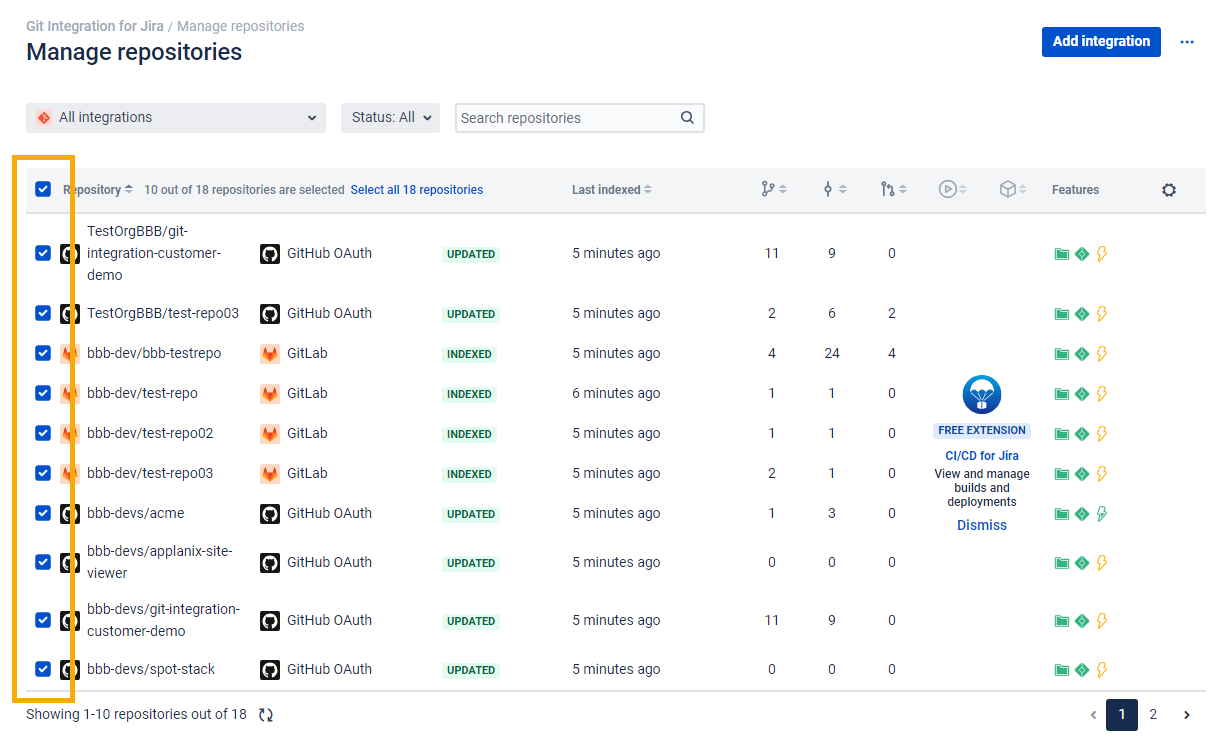 Git Integration for Jira / Manage repositories
Manage repositories
Add integration
All integrations
Status: All
Search repositories
Repository 10 out of 18 repositories are selected Select all 18 repositories Last indexed Features
TestOrgBBB/git-
integration-customer-
demo
GitHub OAuth UPDATED 5 minutes ago 11 9 0
TestOrgBBB/test-repo03 GitHub OAuth UPDATED 5 minutes ago 2 6 2
bbb-dev/bbb-testrepo GitLab INDEXED 5 minutes ago 4 24 4
bbb-dev/test-repo GitLab INDEXED 6 minutes ago 1 1 0
bbb-dev/test-repo02 GitLab INDEXED 5 minutes ago 1 1 0
bbb-dev/test-repo03 GitLab INDEXED 5 minutes ago 2 1 0
bbb-devs/acme GitHub OAuth UPDATED 5 minutes ago 1 3 0
bbb-devs/applanix-site-
viewer
GitHub OAuth UPDATED 5 minutes ago 0 0 0
bbb-devs/git-integration-
customer-demo
GitHub OAuth UPDATED 5 minutes ago 11 9 0
bbb-devs/spot-stack GitHub OAuth UPDATED 5 minutes ago 0 0 0
FREE EXTENSION
CI/CD for Jira
View and manage
builds and
deployments
Dismiss
Showing 1-10 repositories out of 18
1 2